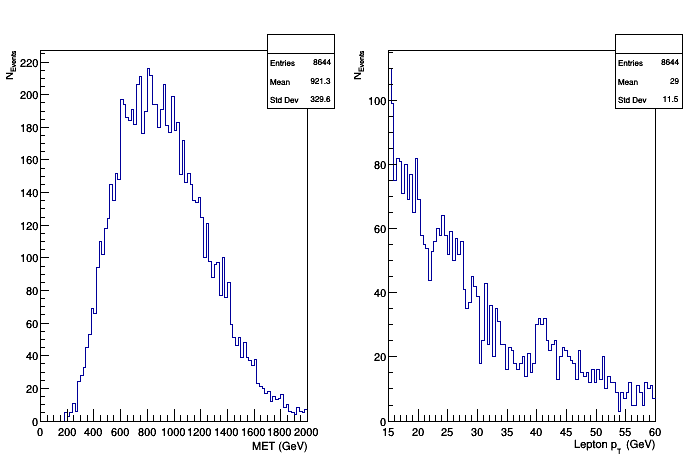 N Events
Entries 8644
Mean 921.3
Std Dev 329.6
220
200
180
160
140
120
100
80
60
40
20
0
0 200 400 600 800 1000 1200 1400 1600 1800 2000
MET (GeV)
N Events
Entries 8644
Mean 29
Std Dev 11.5
100
80
60
40
20
0
15 20 25 30 35 40 45 50 55 60
Lepton p T (GeV)